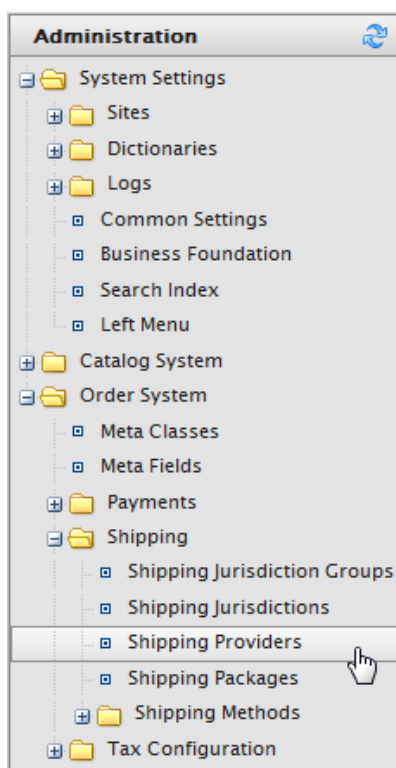 Administration
System Settings
Sites
Dictionaries
Logs
Common Settings
Business Foundation
Search Index
Left Menu
Catalog System
Order System
Meta Classes
Meta Fields
Payments
Shipping
Shipping Jurisdiction Groups
Shipping Jurisdictions
Shipping Providers
Shipping Packages
Shipping Methods
Tax Configuration